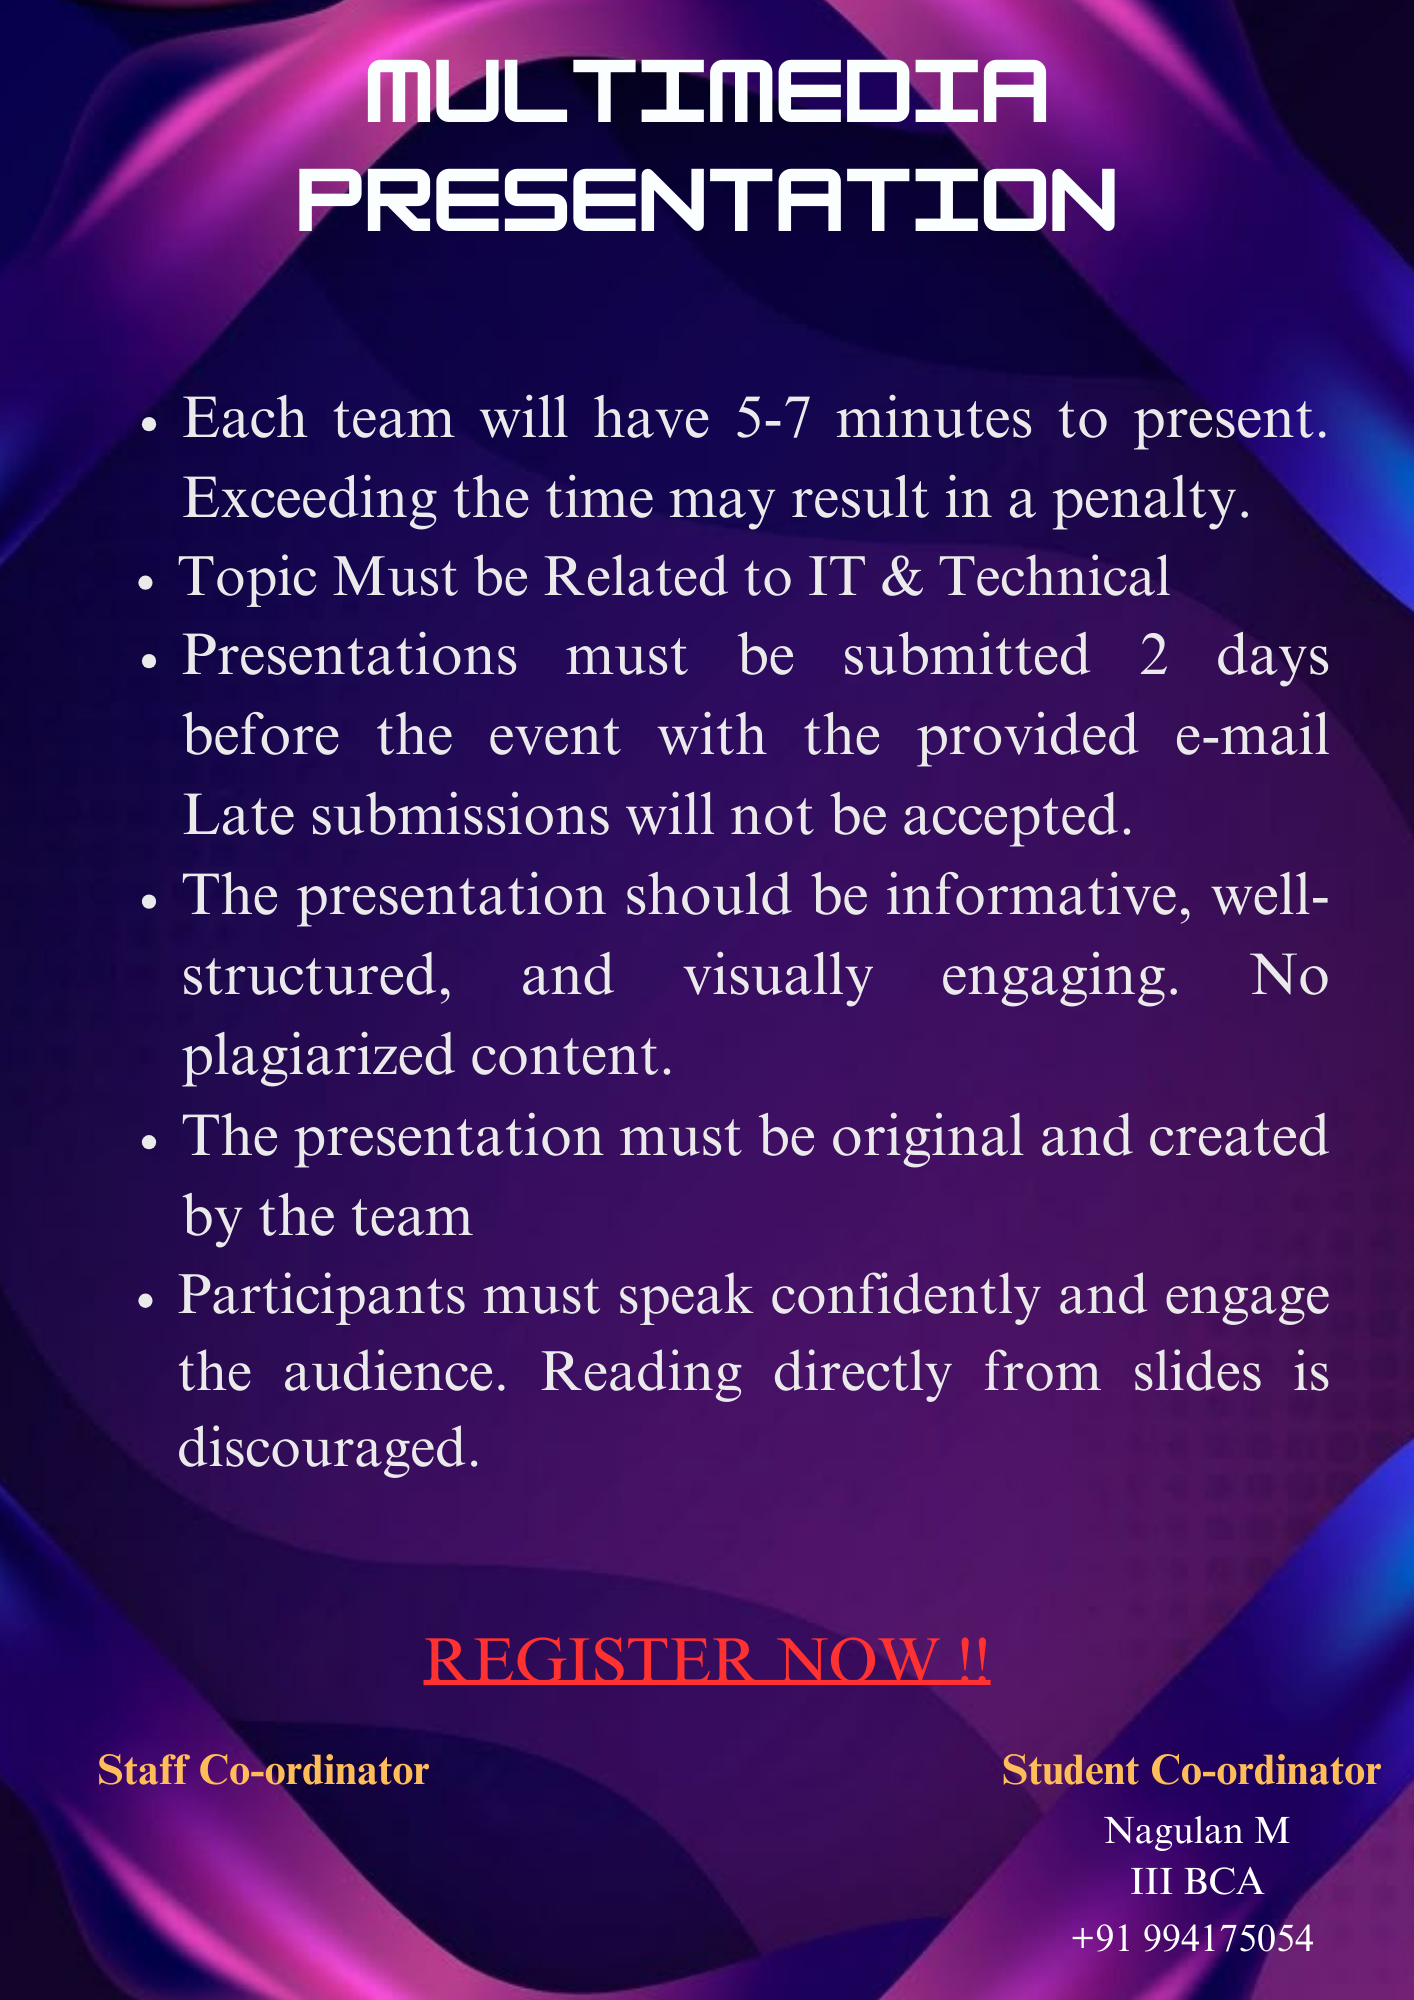 MULTIMEDIA
PRESENTATION
• Each team will have 5-7 minutes to present.
Exceeding the time may result in a penalty.
• Topic Must be Related to IT & Technical
• Presentations must be submitted 2 days
before the event with the provided e-mail
Late submissions will not be accepted.
• The presentation should be informative, well-
structured, and visually engaging. No
plagiarized content.
• The presentation must be original and created
by the team
• Participants must speak confidently and engage
the audience. Reading directly from slides is
discouraged.
REGISTER NOW !!
Staff Co-ordinator
Student Co-ordinator
Nagulan M
III BCA
+91 994175054